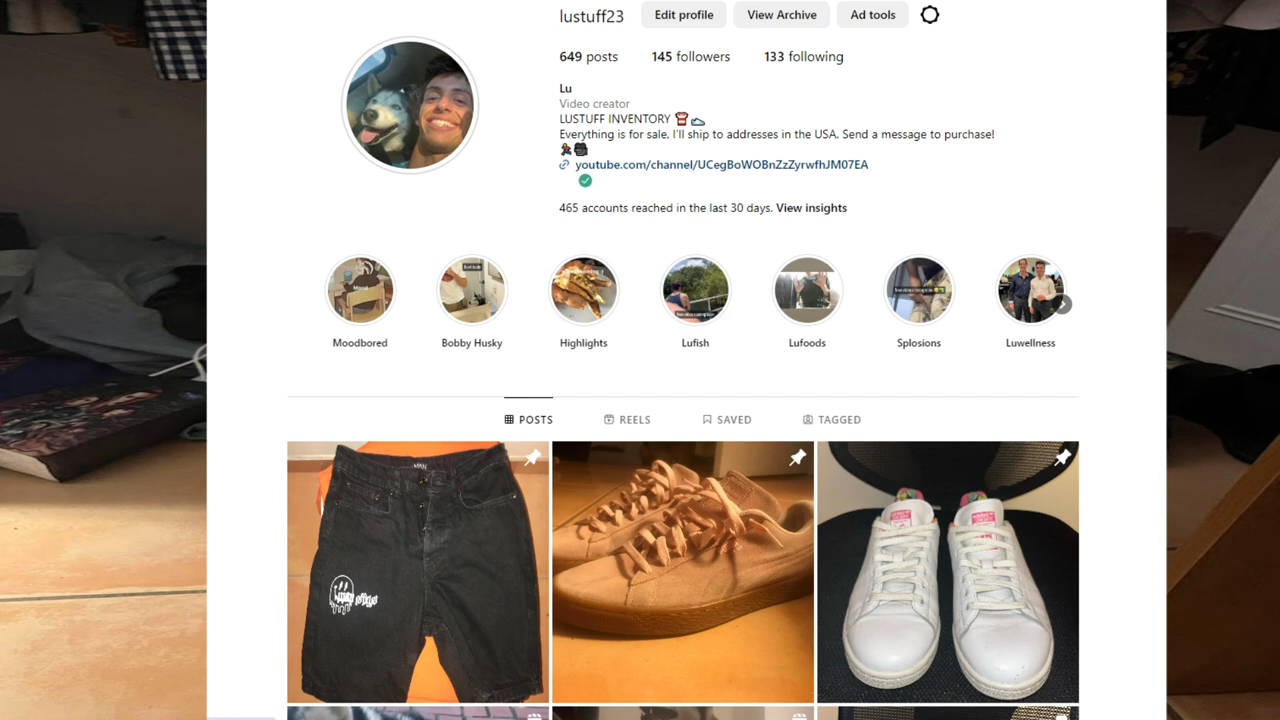 lustuff23 Edit profile View Archive Ad tools
649 posts 145 followers 133 following
Lu
Video creator
LUSTUFF INVENTORY
Everything is for sale, I'll ship to addresses in the USA. Send a message to purchase!
youtube.com/channel/UCegBoWOBnZzZyrwfhJM07EA
465 accounts reached in the last 30 days. View insights
Moodbored Bobby Husky Highlights Lufish Lufoods Splosions Luwellness
POSTS REELS SAVED TAGGED
MAN